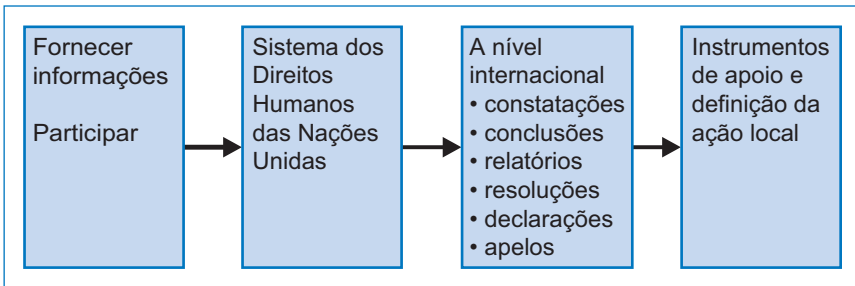 Fornecer
informações
Participar
Sistema dos
Direitos
Humanos
das Nações
Unidas
A nível
internacional
• constatações
• conclusões
• relatórios
• resoluções
• declarações
• apelos
Instrumentos
de apoio e
definição da
ação local